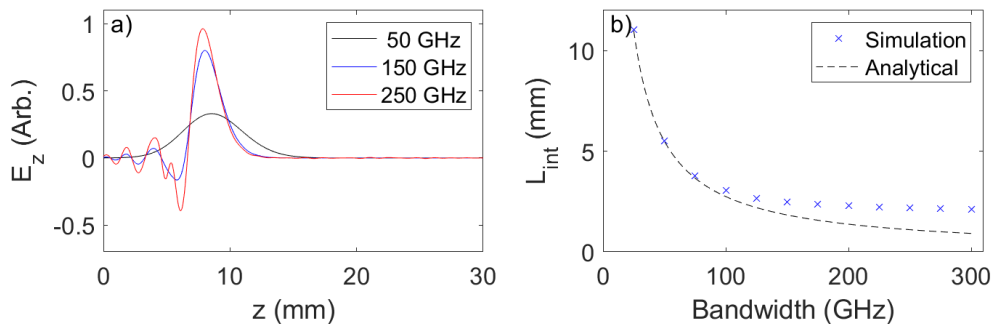 a)
1
0.5
0
-0.5
E_z (Arb.)
50 GHz
150 GHz
250 GHz
0
10
20
30
z (mm)
b)
10
5
0
L_int (mm)
Simulation
Analytical
0
100
200
300
Bandwidth (GHz)